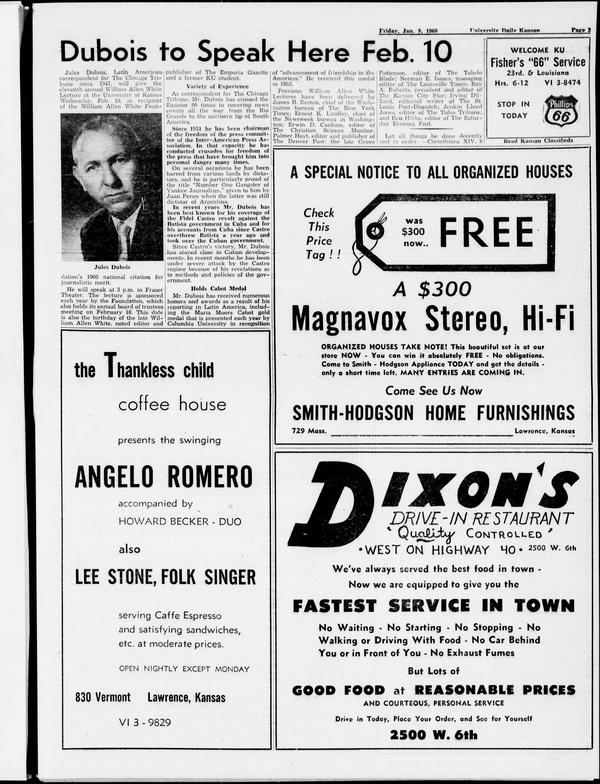 Friday, Jan. 8, 1960 University Daily Kansan Page 3
Dubois to Speak Here Feb. 10
Jules Dubois, Latin American
correspondent for The Chicago Tri-
bune since 1947, will give the
eleventh annual William Allen White
Lecture at the University of Kansas
Wednesday, Feb. 10, as recipient
of the William Allen White Foun-
Jules Dubois
dation's 1960 national citation for
journalistic merit.
He will speak at 3 p.m. in Fraser
Theater. The lecture is sponsored
each year by the Foundation, which
also holds its annual board of trustees
meeting on February 10. This date
is also the birthday of the late Wil-
liam Allen White, noted editor and
publisher of The Emporia Gazette
and a former KU student.
Variety of Experience
As correspondent for The Chicago
Tribune, Mr. Dubois has crossed the
Equator 90 times in covering news
events all the way from the Rio
Grande to the southern tip of South
America.
Since 1951 he has been chairman
of the freedom of the press commit-
tee of the Inter-American Press As-
sociation. In that capacity he has
conducted crusades for freedom of
the press that have brought him into
personal danger many times.
On several occasions he has been
barred from various lands by dicta-
tors, and he is particularly proud of
the title "Number One Gangster of
Yankee Journalism," given to him by
Juan Peron when the latter was still
dictator of Argentina.
In recent years Mr. Dubois has
been best known for his coverage of
the Fidel Castro revolt against the
Batista government in Cuba and for
his accounts from Cuba since Castro
overthrew Batista a year ago and
took over the Cuban government.
Since Castro's victory, Mr. Dubois
has stayed close to Cuban develop-
ments. In recent months he has been
under severe attack by the Castro
regime because of his revelations as
to methods and policies of the gov-
ernment.
Holds Cabot Medal
Mr. Dubois has received numerous
honors and awards as a result of his
reporting in Latin America, includ-
ing the Maria Moors Cabot gold
medal that is presented each year by
Columbia University in recognition
of "advancement of friendship in the
Americas." He received this medal
in 1952.
Previous William Allen White
Lectures have been delivered by
James B. Reston, chief of the Wash-
ington bureau of The New York
Times; Ernest K. Lindley, chief of
the Newsweek bureau in Washing-
ton; Erwin D. Canham, editor of
The Christian Science Monitor;
Palmer Hoyt, editor and publisher of
The Denver Post; the late Grove
Patterson, editor of The Toledo
Blade; Norman E. Isaacs, managing
editor of The Louisville Times; Roy
A. Roberts, president and editor of
The Kansas City Star; Irving Dil-
liard, editorial writer of The St.
Louis Post-Dispatch; Jenkin Lloyd
Jones, editor of The Tulsa Tribune;
and Ben Hibbs, editor of The Satur-
day Evening Post.
Let all things be done decently
and in order. —Corinthians XIV,
WELCOME KU
Fisher's "66" Service
23rd. & Louisiana
Hrs. 6-12 VI 3-8474
STOP IN
TODAY
Phillips
66
Read Kansan Classifieds
A SPECIAL NOTICE TO ALL ORGANIZED HOUSES
Check
This
Price
Tag ! !
was
$300
now..
FREE
A $300
Magnavox Stereo, Hi-Fi
ORGANIZED HOUSES TAKE NOTE! This beautiful set is at our
store NOW - You can win it absolutely FREE - No obligations.
Come to Smith - Hodgson Appliance TODAY and get the details -
only a short time left. MANY ENTRIES ARE COMING IN.
Come See Us Now
SMITH-HODGSON HOME FURNISHINGS
729 Mass. Lawrence, Kansas
the Thankless child
coffee house
presents the swinging
ANGELO ROMERO
accompanied by
HOWARD BECKER - DUO
also
LEE STONE, FOLK SINGER
serving Caffe Espresso
and satisfying sandwiches,
etc. at moderate prices.
OPEN NIGHTLY EXCEPT MONDAY
830 Vermont Lawrence, Kansas
VI 3 - 9829
DIXON'S
DRIVE-IN RESTAURANT
"Quality CONTROLLED"
• WEST ON HIGHWAY 40 • 2500 W. 6th
We've always served the best food in town -
Now we are equipped to give you the
FASTEST SERVICE IN TOWN
No Waiting - No Starting - No Stopping - No
Walking or Driving With Food - No Car Behind
You or in Front of You - No Exhaust Fumes
But Lots of
GOOD FOOD at REASONABLE PRICES
AND COURTEOUS, PERSONAL SERVICE
Drive in Today, Place Your Order, and See for Yourself
2500 W. 6th